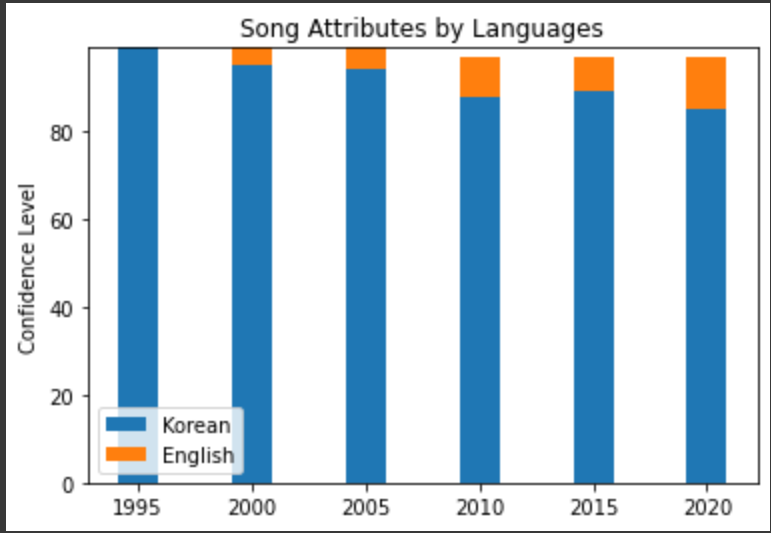 Song Attributes by Languages
Confidence Level
80
60
40
20
0
Korean
English
1995 2000 2005 2010 2015 2020